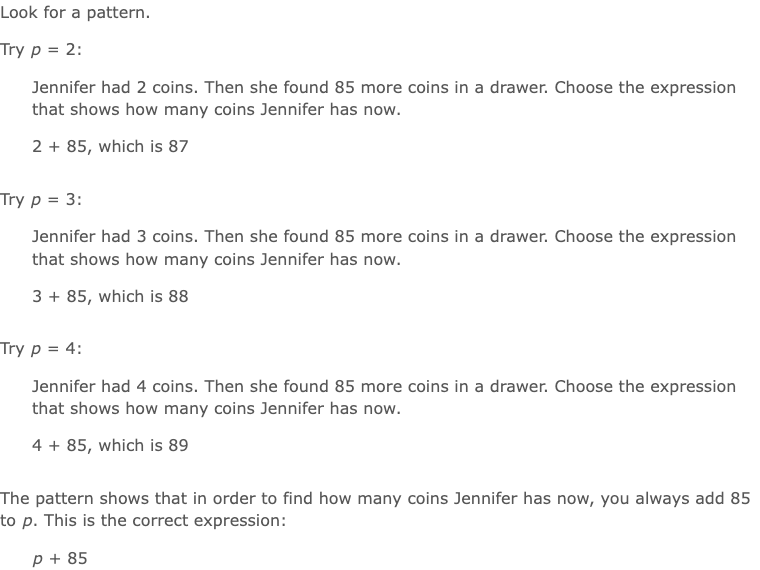 Look for a pattern.
Try p = 2:
Jennifer had 2 coins. Then she found 85 more coins in a drawer. Choose the expression
that shows how many coins Jennifer has now.
2 + 85, which is 87
Try p = 3:
Jennifer had 3 coins. Then she found 85 more coins in a drawer. Choose the expression
that shows how many coins Jennifer has now.
3 + 85, which is 88
Try p = 4:
Jennifer had 4 coins. Then she found 85 more coins in a drawer. Choose the expression
that shows how many coins Jennifer has now.
4 + 85, which is 89
The pattern shows that in order to find how many coins Jennifer has now, you always add 85
to p. This is the correct expression:
p + 85